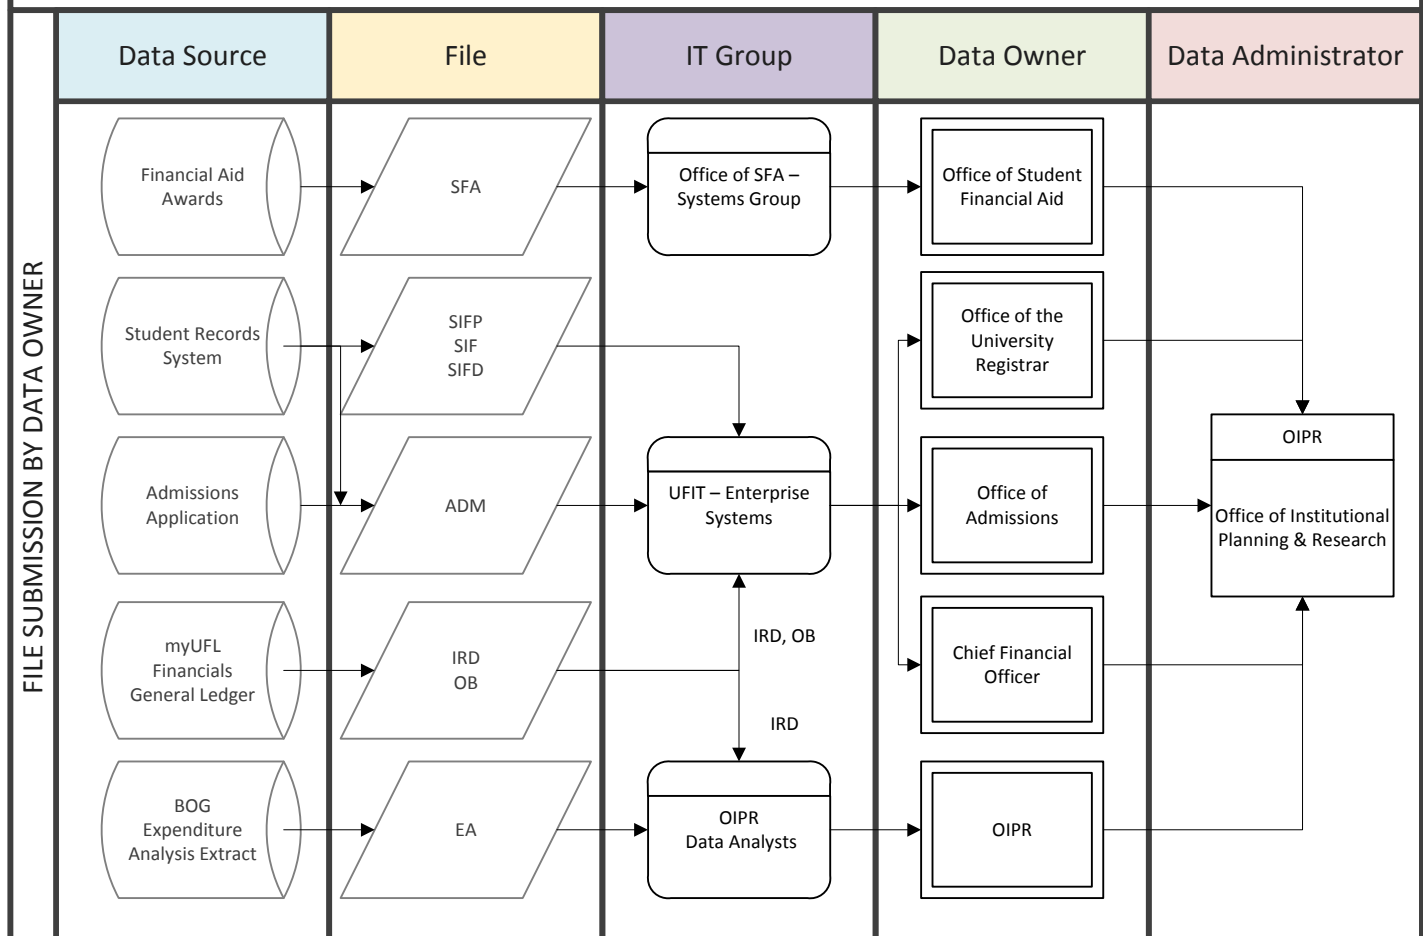 Data Source
File
IT Group
Data Owner
Data Administrator
FILE SUBMISSION BY DATA OWNER
Financial Aid
Awards
SFA
Office of SFA –
Systems Group
Office of Student
Financial Aid
Student Records
System
SIFP
SIF
SIFD
Office of the
University
Registrar
OIPR
Office of Institutional
Planning & Research
Admissions
Application
ADM
UFIT – Enterprise
Systems
Office of
Admissions
myUFL
Financials
General Ledger
IRD
OB
IRD, OB
IRD
Chief Financial
Officer
BOG
Expenditure
Analysis Extract
EA
OIPR
Data Analysts
OIPR